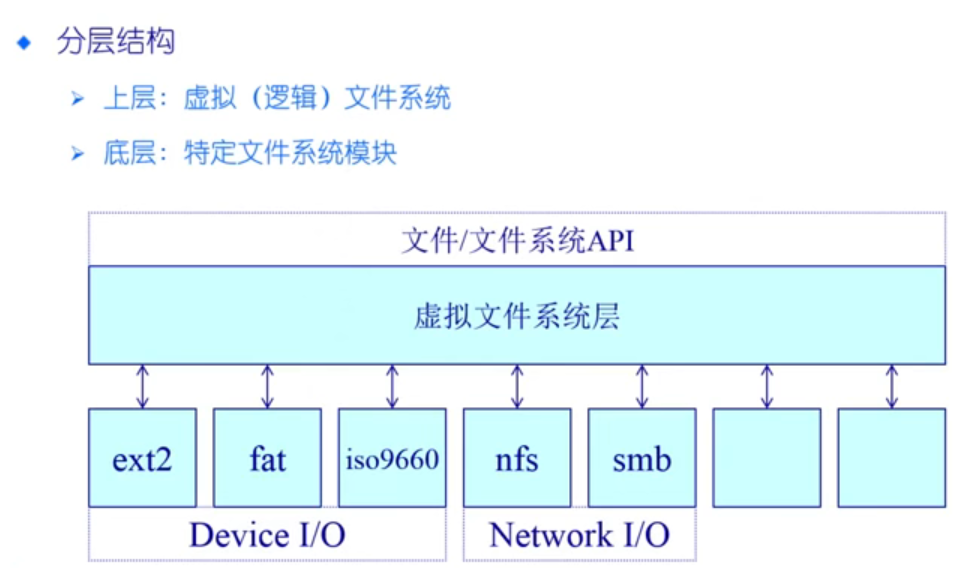 分层结构
上层：虚拟（逻辑）文件系统
底层：特定文件系统模块
文件/文件系统API
虚拟文件系统层
ext2
fat
iso9660
nfs
smb
Device I/O
Network I/O